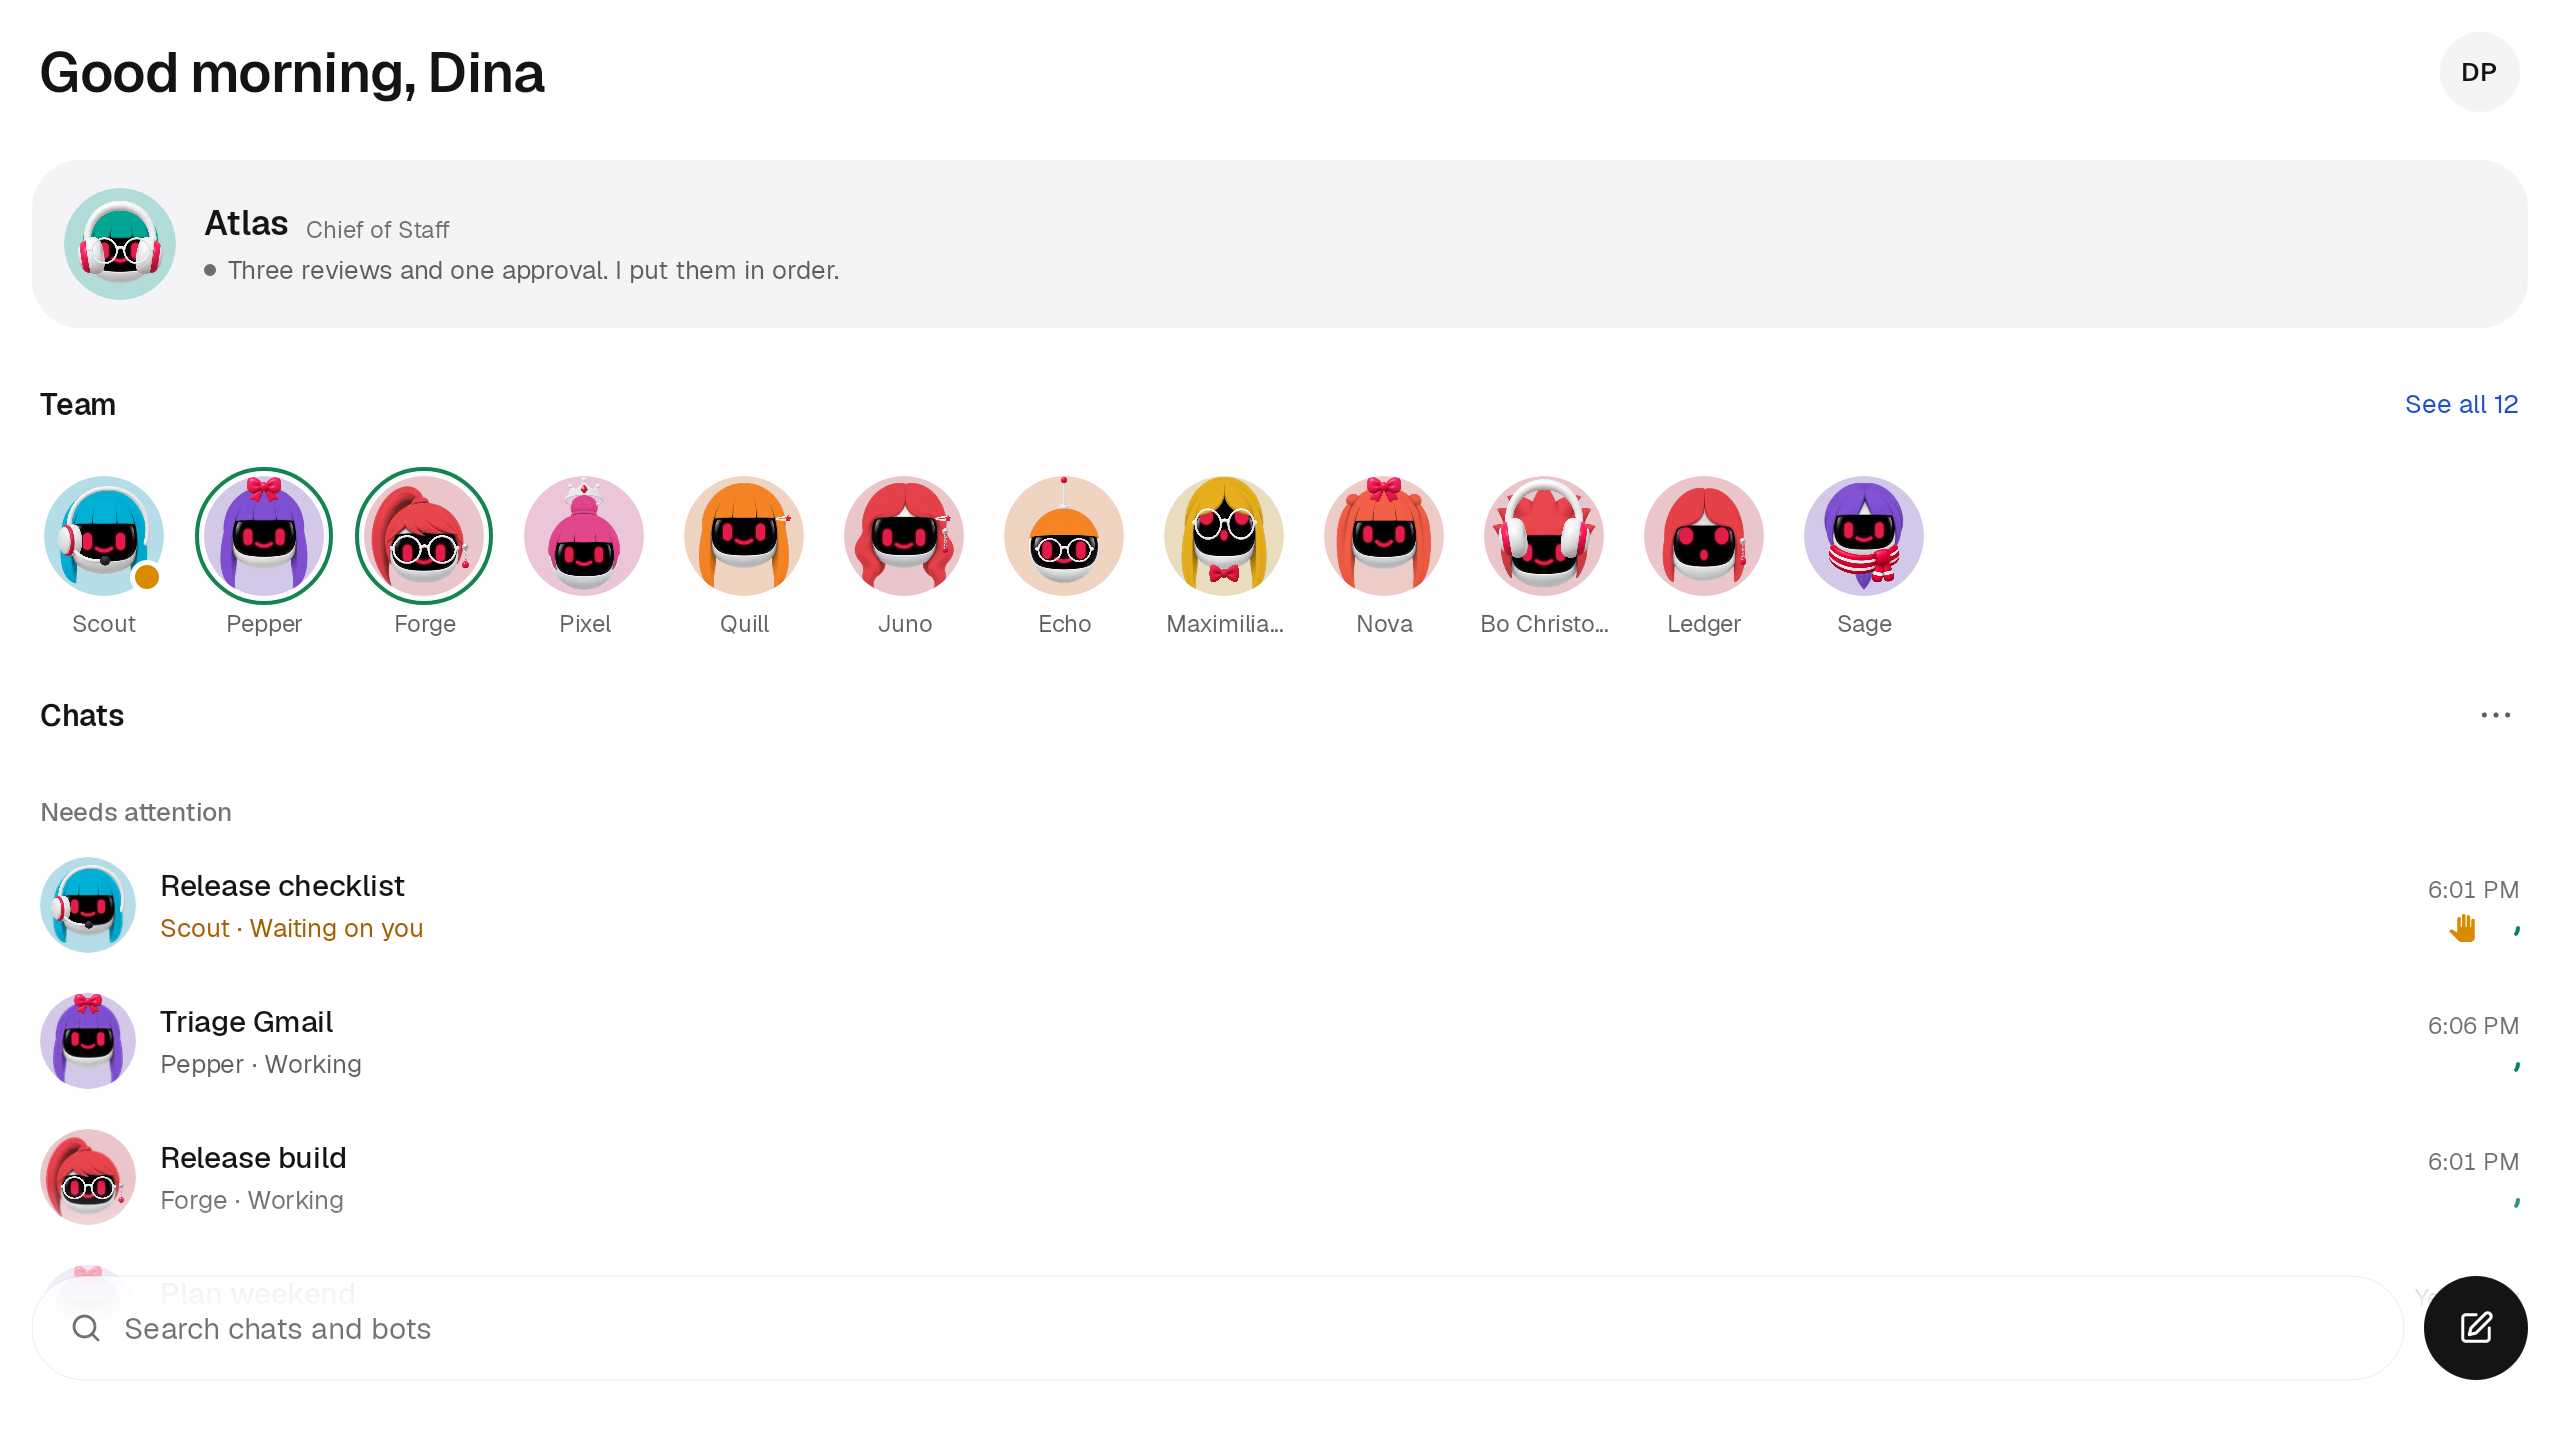 Good morning, Dina
DP
Atlas Chief of Staff
Three reviews and one approval. I put them in order.
Team
See all 12
Scout
Pepper
Forge
Pixel
Quill
Juno
Echo
Maximilia...
Nova
Bo Christo...
Ledger
Sage
Chats
Needs attention
Release checklist
6:01 PM
Scout · Waiting on you
Triage Gmail
6:06 PM
Pepper · Working
Release build
6:01 PM
Forge · Working
Plan weekend
Search chats and bots